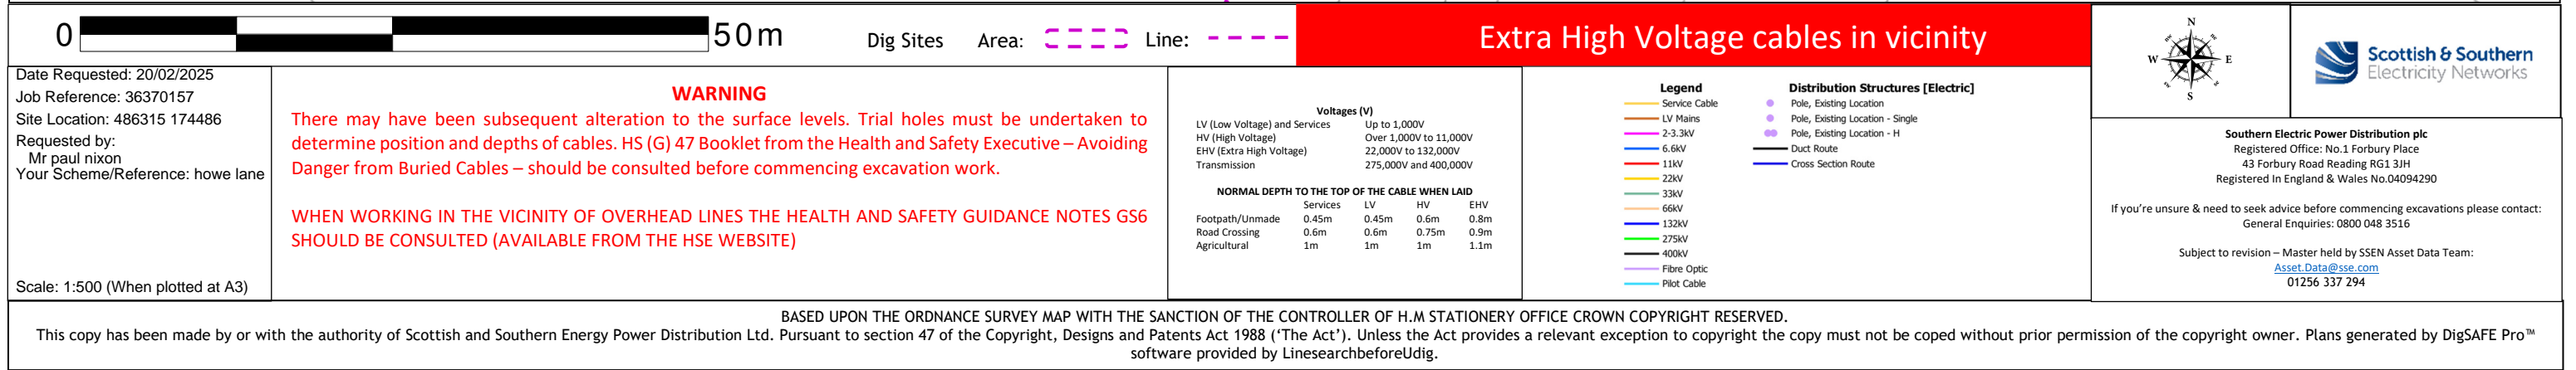 0 50m Dig Sites Area: Line: Extra High Voltage cables in vicinity
N
W E
S
Scottish & Southern
Electricity Networks
Date Requested: 20/02/2025
Job Reference: 36370157
Site Location: 486315 174486
Requested by:
Mr paul nixon
Your Scheme/Reference: howe lane
Scale: 1:500 (When plotted at A3)
WARNING
There may have been subsequent alteration to the surface levels. Trial holes must be undertaken to
determine position and depths of cables. HS (G) 47 Booklet from the Health and Safety Executive – Avoiding
Danger from Buried Cables – should be consulted before commencing excavation work.
WHEN WORKING IN THE VICINITY OF OVERHEAD LINES THE HEALTH AND SAFETY GUIDANCE NOTES GS6
SHOULD BE CONSULTED (AVAILABLE FROM THE HSE WEBSITE)
Voltages (V)
LV (Low Voltage) and Services Up to 1,000V
HV (High Voltage) Over 1,000V to 11,000V
EHV (Extra High Voltage) 22,000V to 132,000V
Transmission 275,000V and 400,000V
NORMAL DEPTH TO THE TOP OF THE CABLE WHEN LAID
Services LV HV EHV
Footpath/Unmade 0.45m 0.45m 0.6m 0.8m
Road Crossing 0.6m 0.6m 0.75m 0.9m
Agricultural 1m 1m 1m 1.1m
Legend
Service Cable
LV Mains
2-3.3kV
6.6kV
11kV
22kV
33kV
66kV
132kV
275kV
400kV
Fibre Optic
Pilot Cable
Distribution Structures [Electric]
Pole, Existing Location
Pole, Existing Location - Single
Pole, Existing Location - H
Duct Route
Cross Section Route
Southern Electric Power Distribution plc
Registered Office: No.1 Forbury Place
43 Forbury Road Reading RG1 3JH
Registered In England & Wales No.04094290
If you're unsure & need to seek advice before commencing excavations please contact:
General Enquiries: 0800 048 3516
Subject to revision – Master held by SSEN Asset Data Team:
Asset.Data@sse.com
01256 337 294
BASED UPON THE ORDNANCE SURVEY MAP WITH THE SANCTION OF THE CONTROLLER OF H.M STATIONERY OFFICE CROWN COPYRIGHT RESERVED.
This copy has been made by or with the authority of Scottish and Southern Energy Power Distribution Ltd. Pursuant to section 47 of the Copyright, Designs and Patents Act 1988 ('The Act'). Unless the Act provides a relevant exception to copyright the copy must not be coped without prior permission of the copyright owner. Plans generated by DigSAFE Pro™
software provided by LinesearchbeforeUdig.